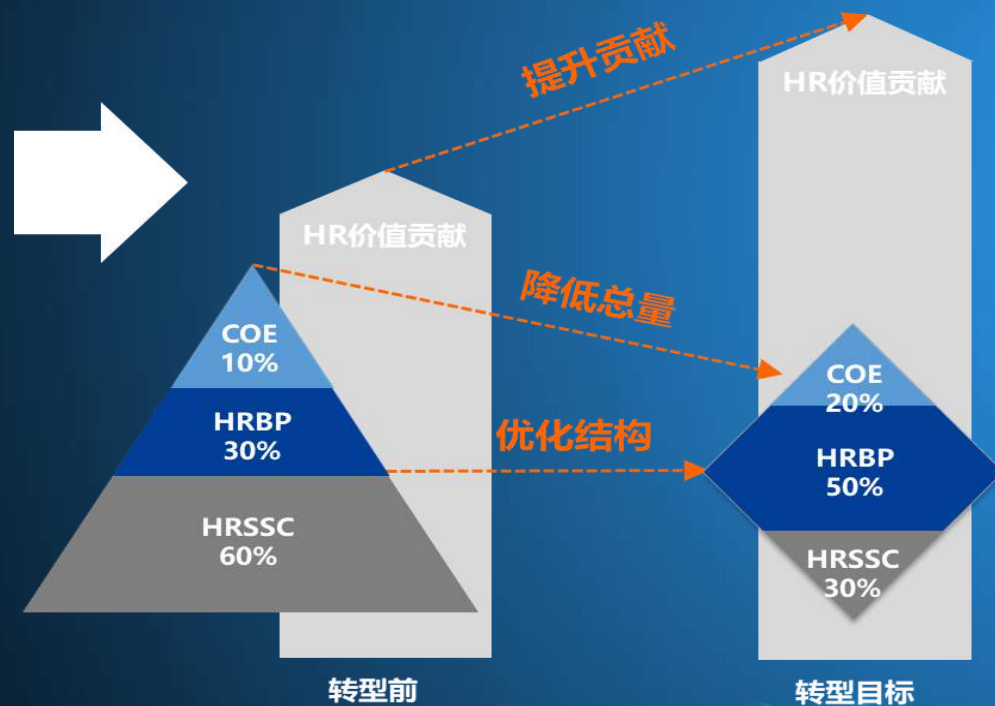 提升贡献
HR价值贡献
HR价值贡献
降低总量
COE
10%
HRBP
30%
HRSSC
60%
优化结构
COE
20%
HRBP
50%
HRSSC
30%
转型前
转型目标